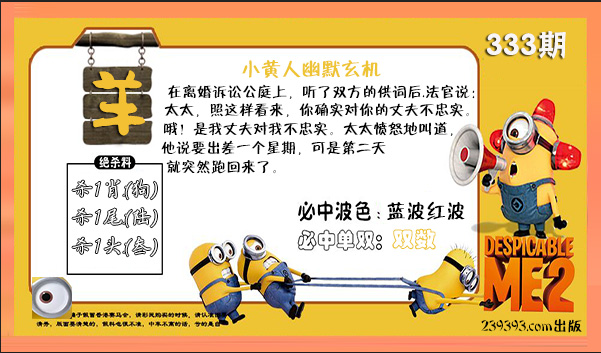 333期
羊
小黄人幽默玄机
在离婚诉讼公庭上，听了双方的供词后.法官说：
太太，照这样看来，你确实对你的丈夫不忠实。
哦！是我丈夫对我不忠实。太太愤怒地叫道，
他说要出差一个星期，可是第二天
就突然跑回来了。
绝杀料
杀1肖(狗)
杀1尾(陆)
杀1头(叁)
必中波色：蓝波红波
必中单双：双数
DESPICABLE
ME2
239393.com出版